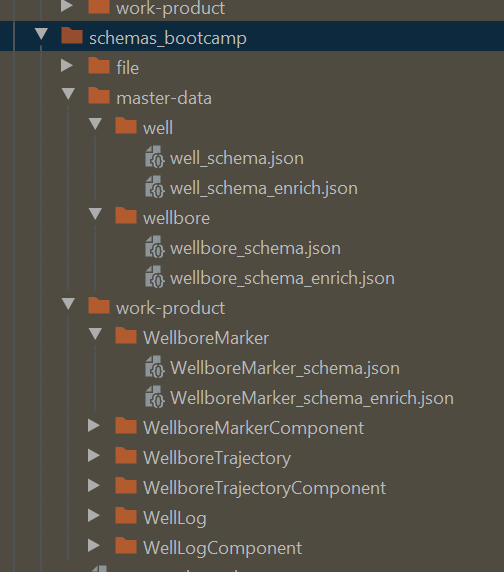 work-product
schemas_bootcamp
file
master-data
well
well_schema.json
well_schema_enrich.json
wellbore
wellbore_schema.json
wellbore_schema_enrich.json
work-product
WellboreMarker
WellboreMarker_schema.json
WellboreMarker_schema_enrich.json
WellboreMarkerComponent
WellboreTrajectory
WellboreTrajectoryComponent
WellLog
WellLogComponent